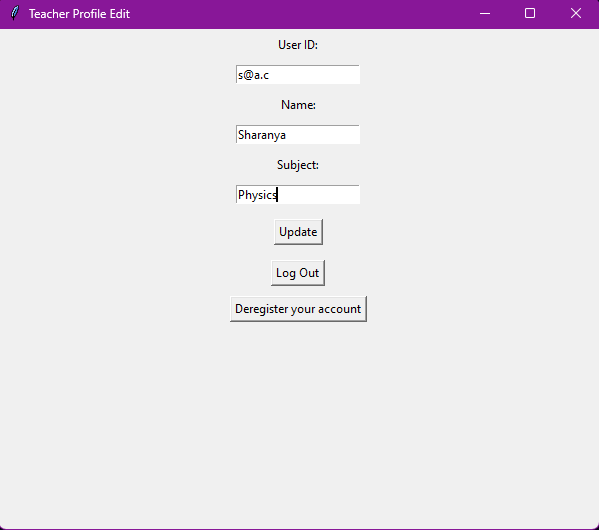 Teacher Profile Edit
User ID:
s@a.c
Name:
Sharanya
Subject:
Physics
Update
Log Out
Deregister your account